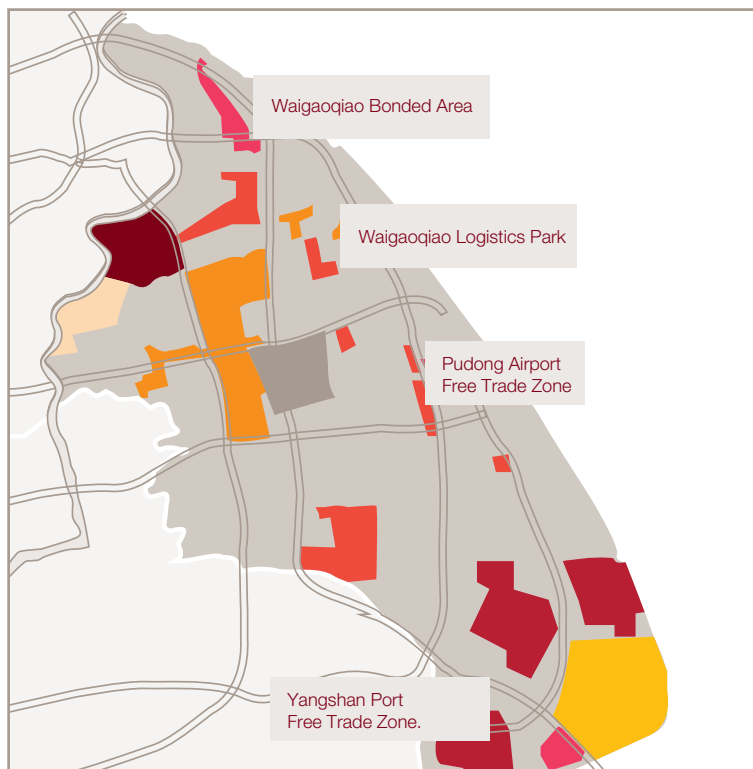 Waigaoqiao Bonded Area
Waigaoqiao Logistics Park
Pudong Airport
Free Trade Zone
Yangshan Port
Free Trade Zone.